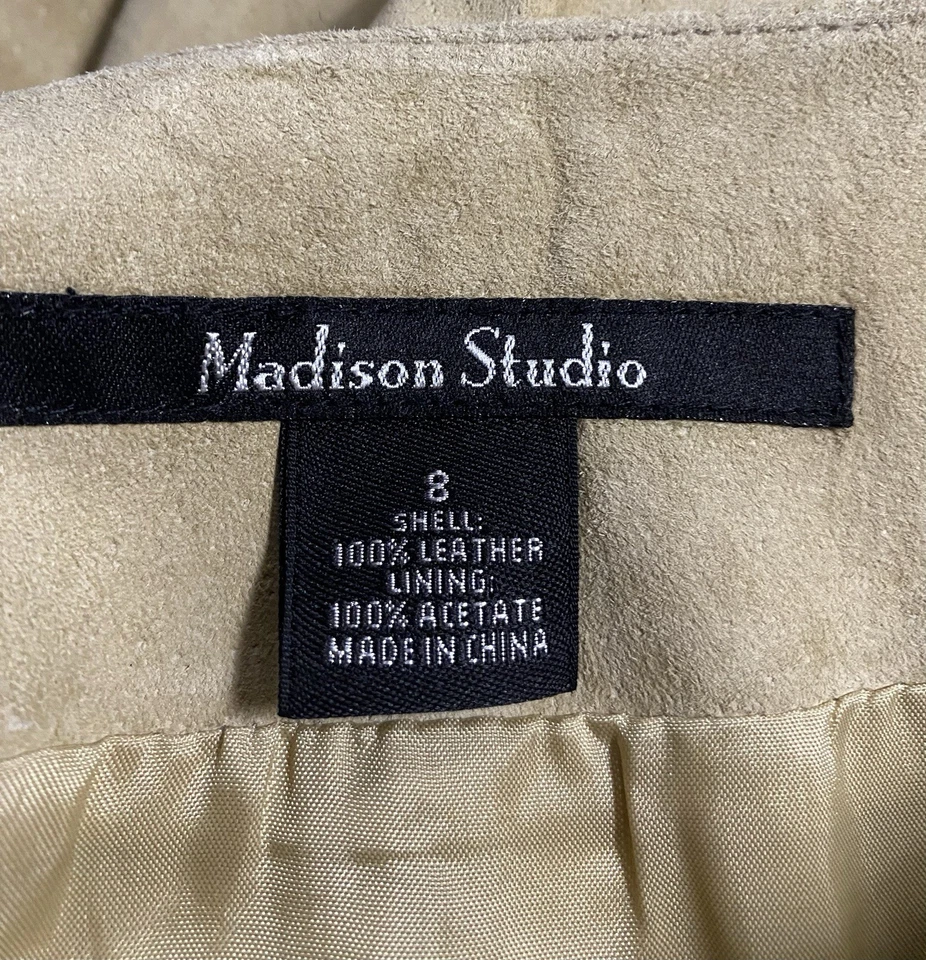 Madison Studio
8
SHELL:
100% LEATHER
LINING:
100% ACETATE
MADE IN CHINA